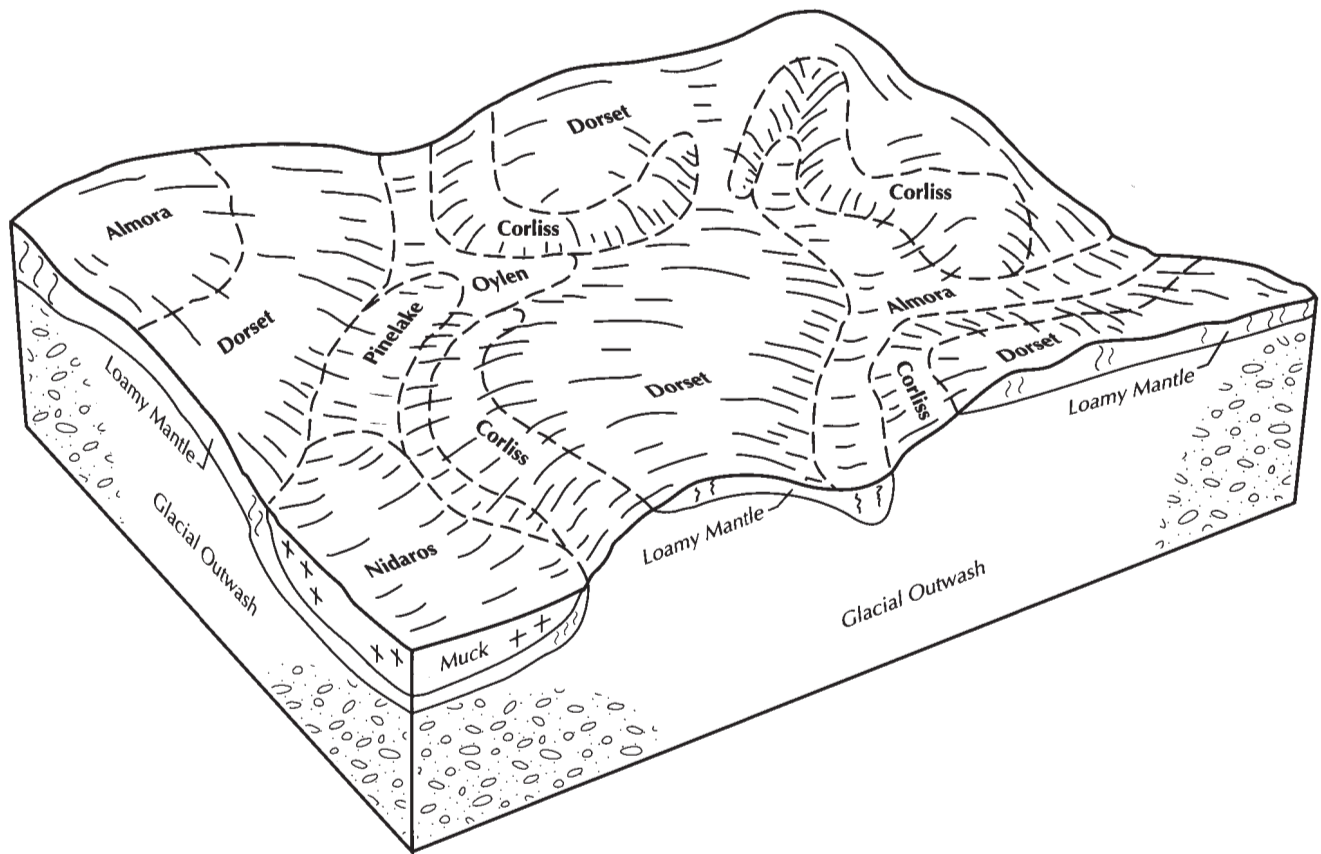 Dorset
Corliss
Almora
Corliss
Oylen
Pinelake
Dorset
Almora
Dorset
Loamy Mantle
Dorset
Corliss
Loamy Mantle
Dorset
Corliss
Loamy Mantle
Glacial Outwash
Nidaros
Glacial Outwash
Muck